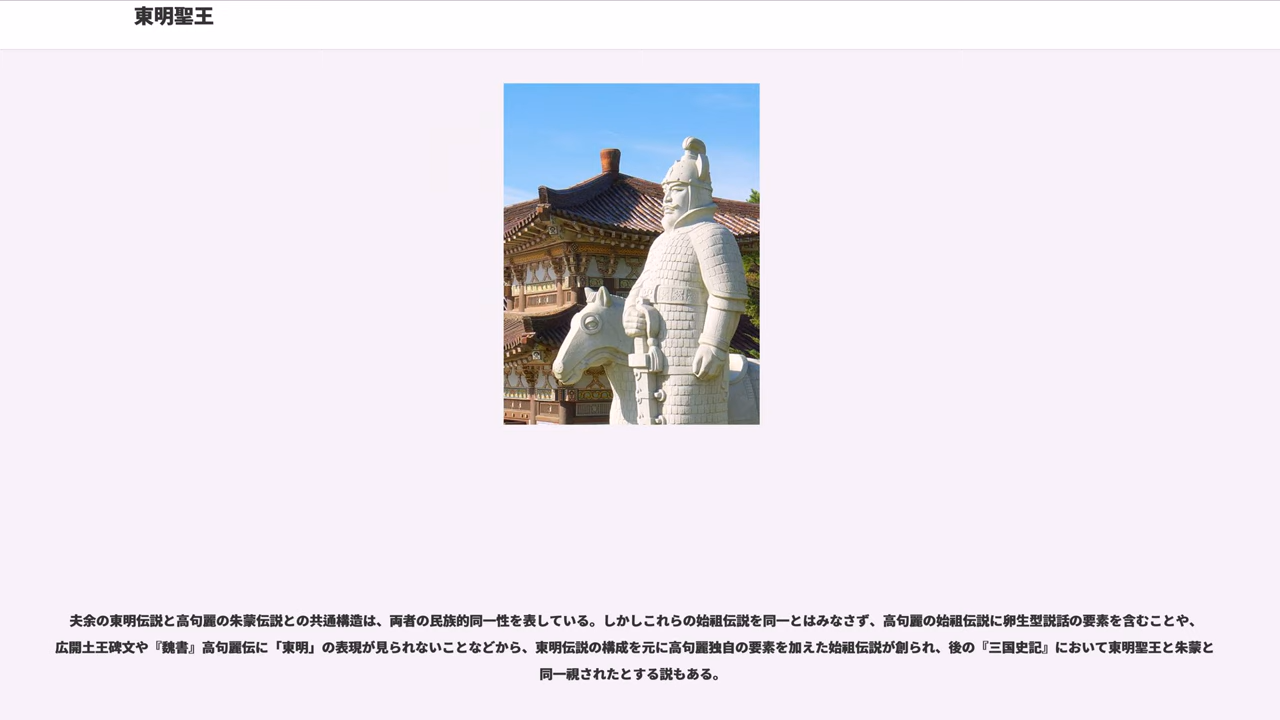 東明聖王
夫余の東明伝説と高句麗の朱蒙伝説との共通構造は、両者の民族的同一性を表している。しかしこれらの始祖伝説を同一とはみなさず、高句麗の始祖伝説に卵生型説話の要素を含むことや、
広開土王碑文や『魏書』高句麗伝に「東明」の表現が見られないことなどから、東明伝説の構成を元に高句麗独自の要素を加えた始祖伝説が創られ、後の『三国史記』において東明聖王と朱蒙と
同一視されたとする説もある。